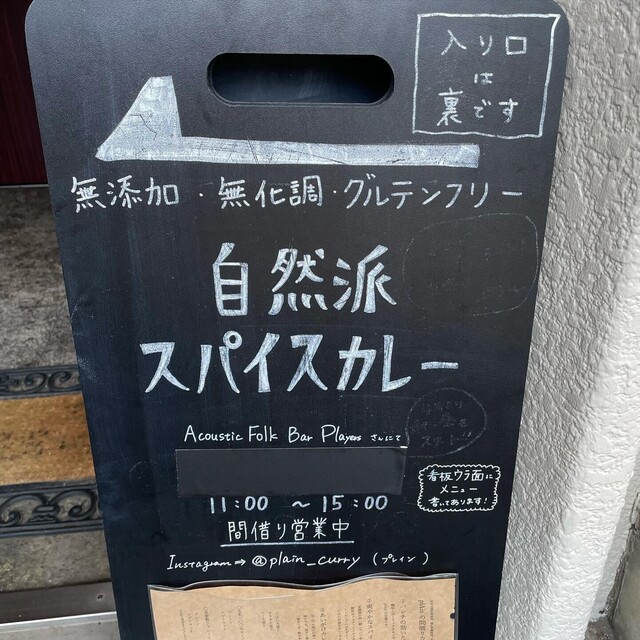 入り口
は
裏です
無添加・無化調・グルテンフリー
自然派
スパイスカレー
Acoustic Folk Bar Players さんにて
11:00 ～ 15:00
間借り営業中
看板ウラ面に
メニュー
書いてあります!
Instagram⇒ @plain_curry (プレイン)